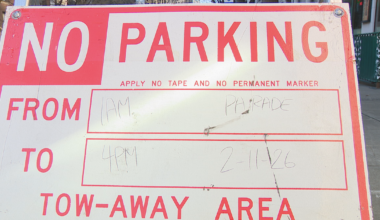 NO PARKING
APPLY NO TAPE AND NO PERMANENT MARKER
FROM 1AM PARADE
TO 4PM 2-11-26
TOW-AWAY AREA